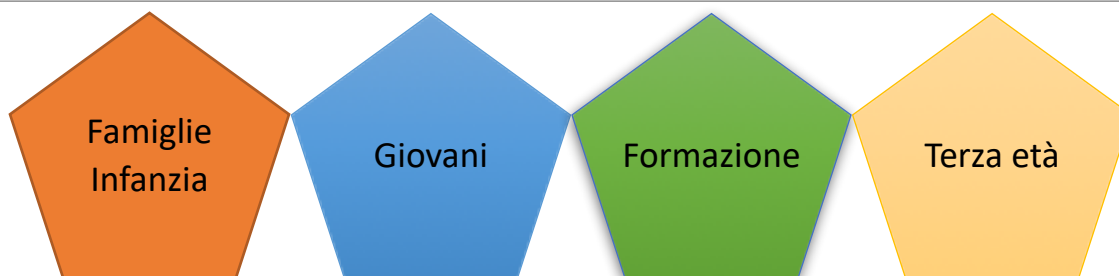 Famiglie
Infanzia
Giovani
Formazione
Terza età